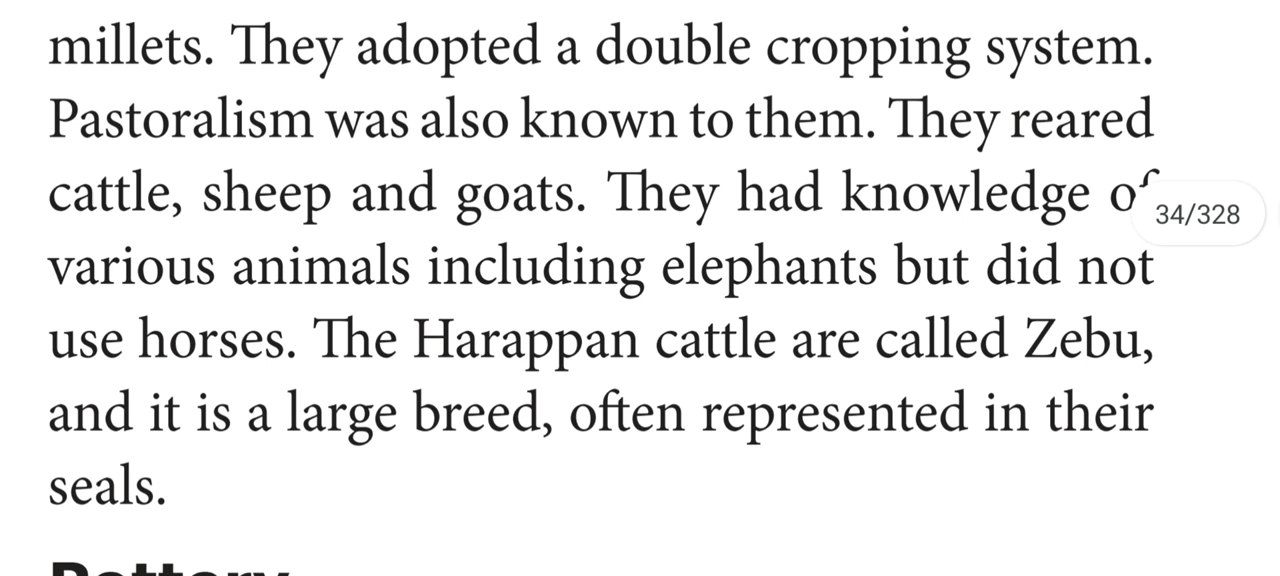 millets. They adopted a double cropping system.
Pastoralism was also known to them. They reared
cattle, sheep and goats. They had knowledge of
34/328
various animals including elephants but did not
use horses. The Harappan cattle are called Zebu,
and it is a large breed, often represented in their
seals.
Pottery